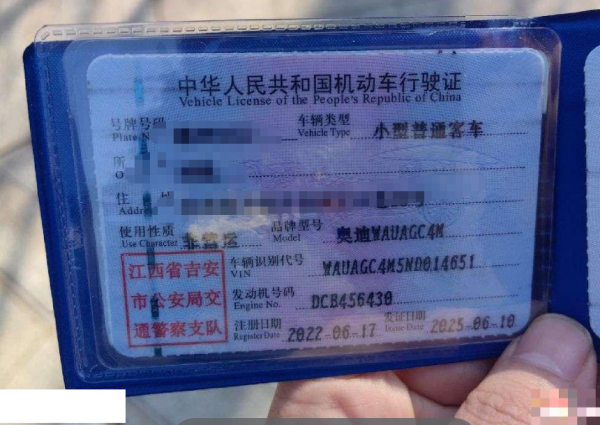 中华人民共和国机动车行驶证
Vehicle License of the People's Republic of China
号牌号码 车辆类型 小型普通客车
Plate N Vehicle Type
所
O
住 址
Address
使用性质 非营运 品牌型号 奥迪WAUAGC4M
Use Character Model
江西省吉安 车辆识别代号 WAUAGC4M5ND014651
VIN
市公安局交 发动机号码 DCB456430
Engine No.
通警察支队 注册日期 2022-06-17 发证日期 2025-06-10
Register Date Issue Date